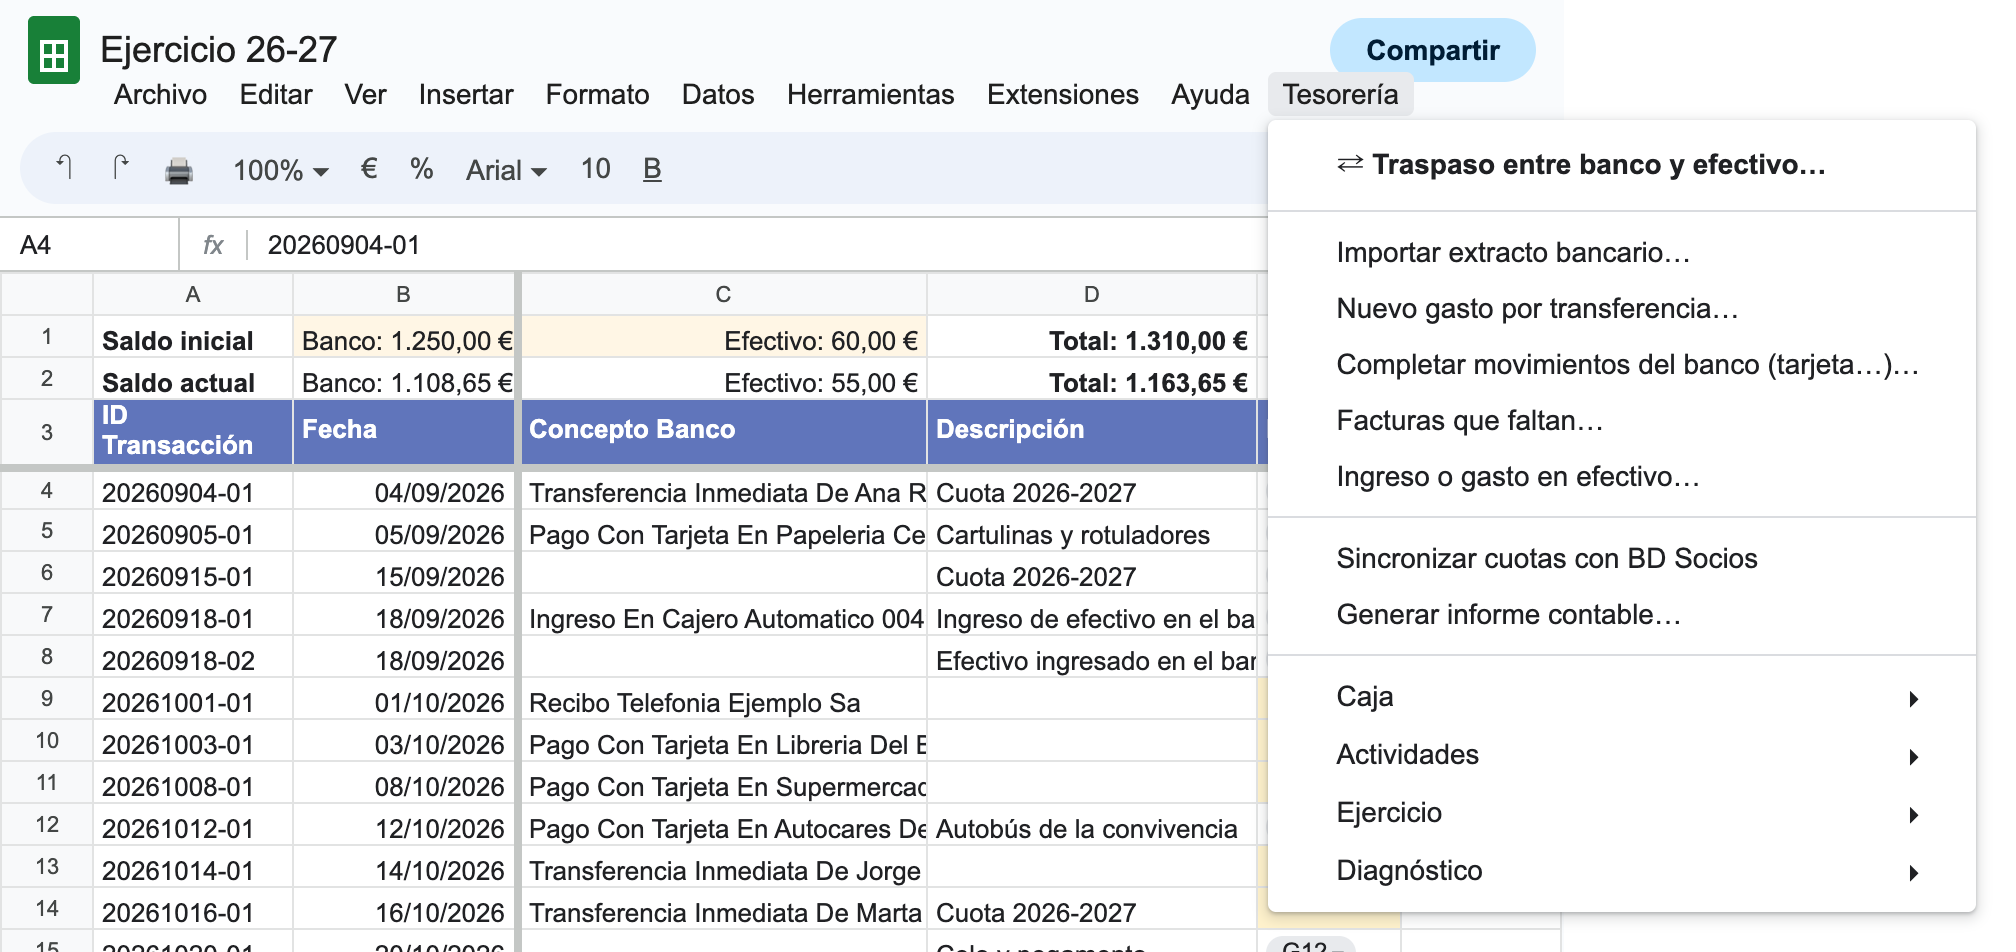 Ejercicio 26-27
Compartir
Archivo Editar Ver Insertar Formato Datos Herramientas Extensiones Ayuda Tesorería
100% € % Arial 10 B
A4 fx 20260904-01
A B C D
1 Saldo inicial Banco: 1.250,00 € Efectivo: 60,00 € Total: 1.310,00 €
2 Saldo actual Banco: 1.108,65 € Efectivo: 55,00 € Total: 1.163,65 €
3 ID Transacción Fecha Concepto Banco Descripción
4 20260904-01 04/09/2026 Transferencia Inmediata De Ana R Cuota 2026-2027
5 20260905-01 05/09/2026 Pago Con Tarjeta En Papeleria Ce Cartulinas y rotuladores
6 20260915-01 15/09/2026 Cuota 2026-2027
7 20260918-01 18/09/2026 Ingreso En Cajero Automatico 004 Ingreso de efectivo en el ba
8 20260918-02 18/09/2026 Efectivo ingresado en el bar
9 20261001-01 01/10/2026 Recibo Telefonia Ejemplo Sa
10 20261003-01 03/10/2026 Pago Con Tarjeta En Libreria Del
11 20261008-01 08/10/2026 Pago Con Tarjeta En Supermercad
12 20261012-01 12/10/2026 Pago Con Tarjeta En Autocares De Autobús de la convivencia
13 20261014-01 14/10/2026 Transferencia Inmediata De Jorge
14 20261016-01 16/10/2026 Transferencia Inmediata De Marta Cuota 2026-2027
15 G12
⇄ Traspaso entre banco y efectivo…
Importar extracto bancario…
Nuevo gasto por transferencia…
Completar movimientos del banco (tarjeta…)…
Facturas que faltan…
Ingreso o gasto en efectivo…
Sincronizar cuotas con BD Socios
Generar informe contable…
Caja
Actividades
Ejercicio
Diagnóstico